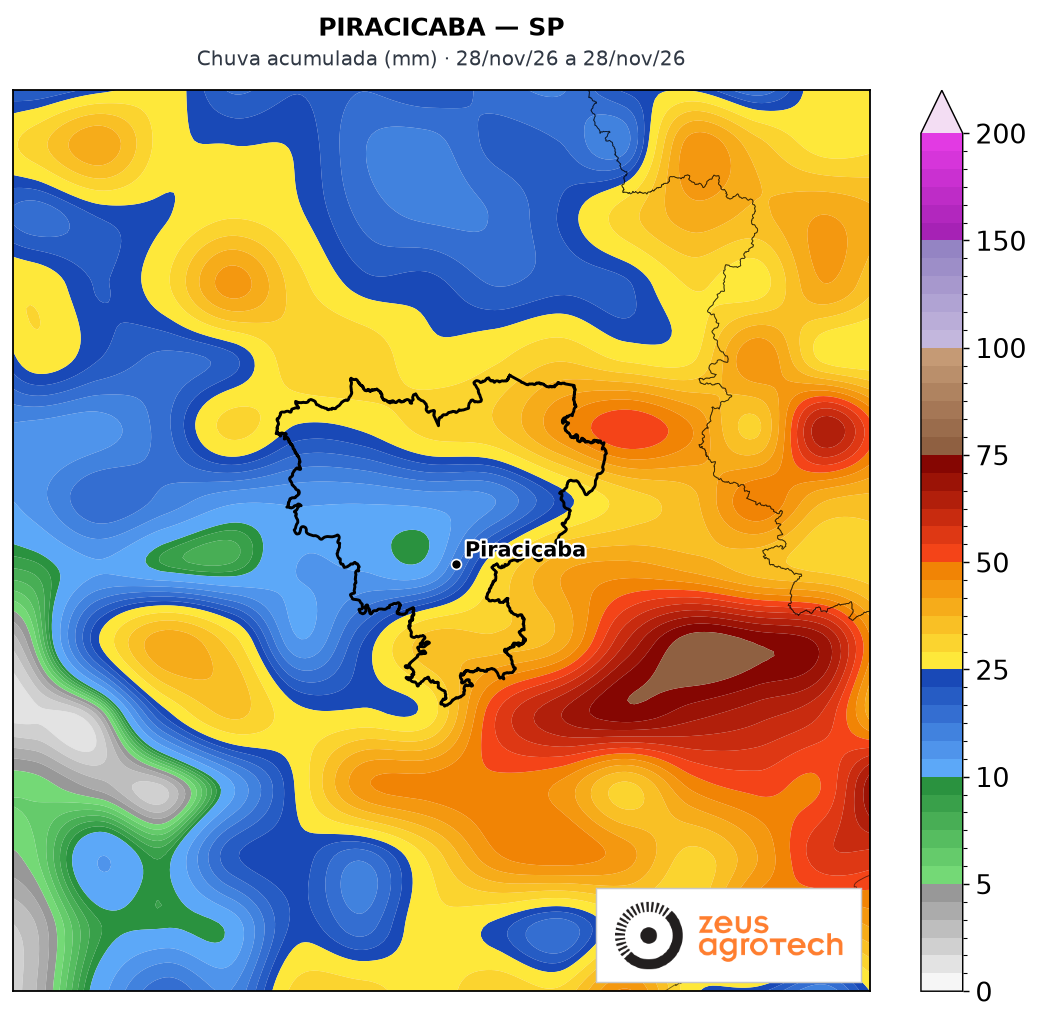 PIRACICABA — SP
Chuva acumulada (mm) · 28/nov/26 a 28/nov/26
200
150
100
75
50
25
10
5
0
Piracicaba
zeus
agrotech